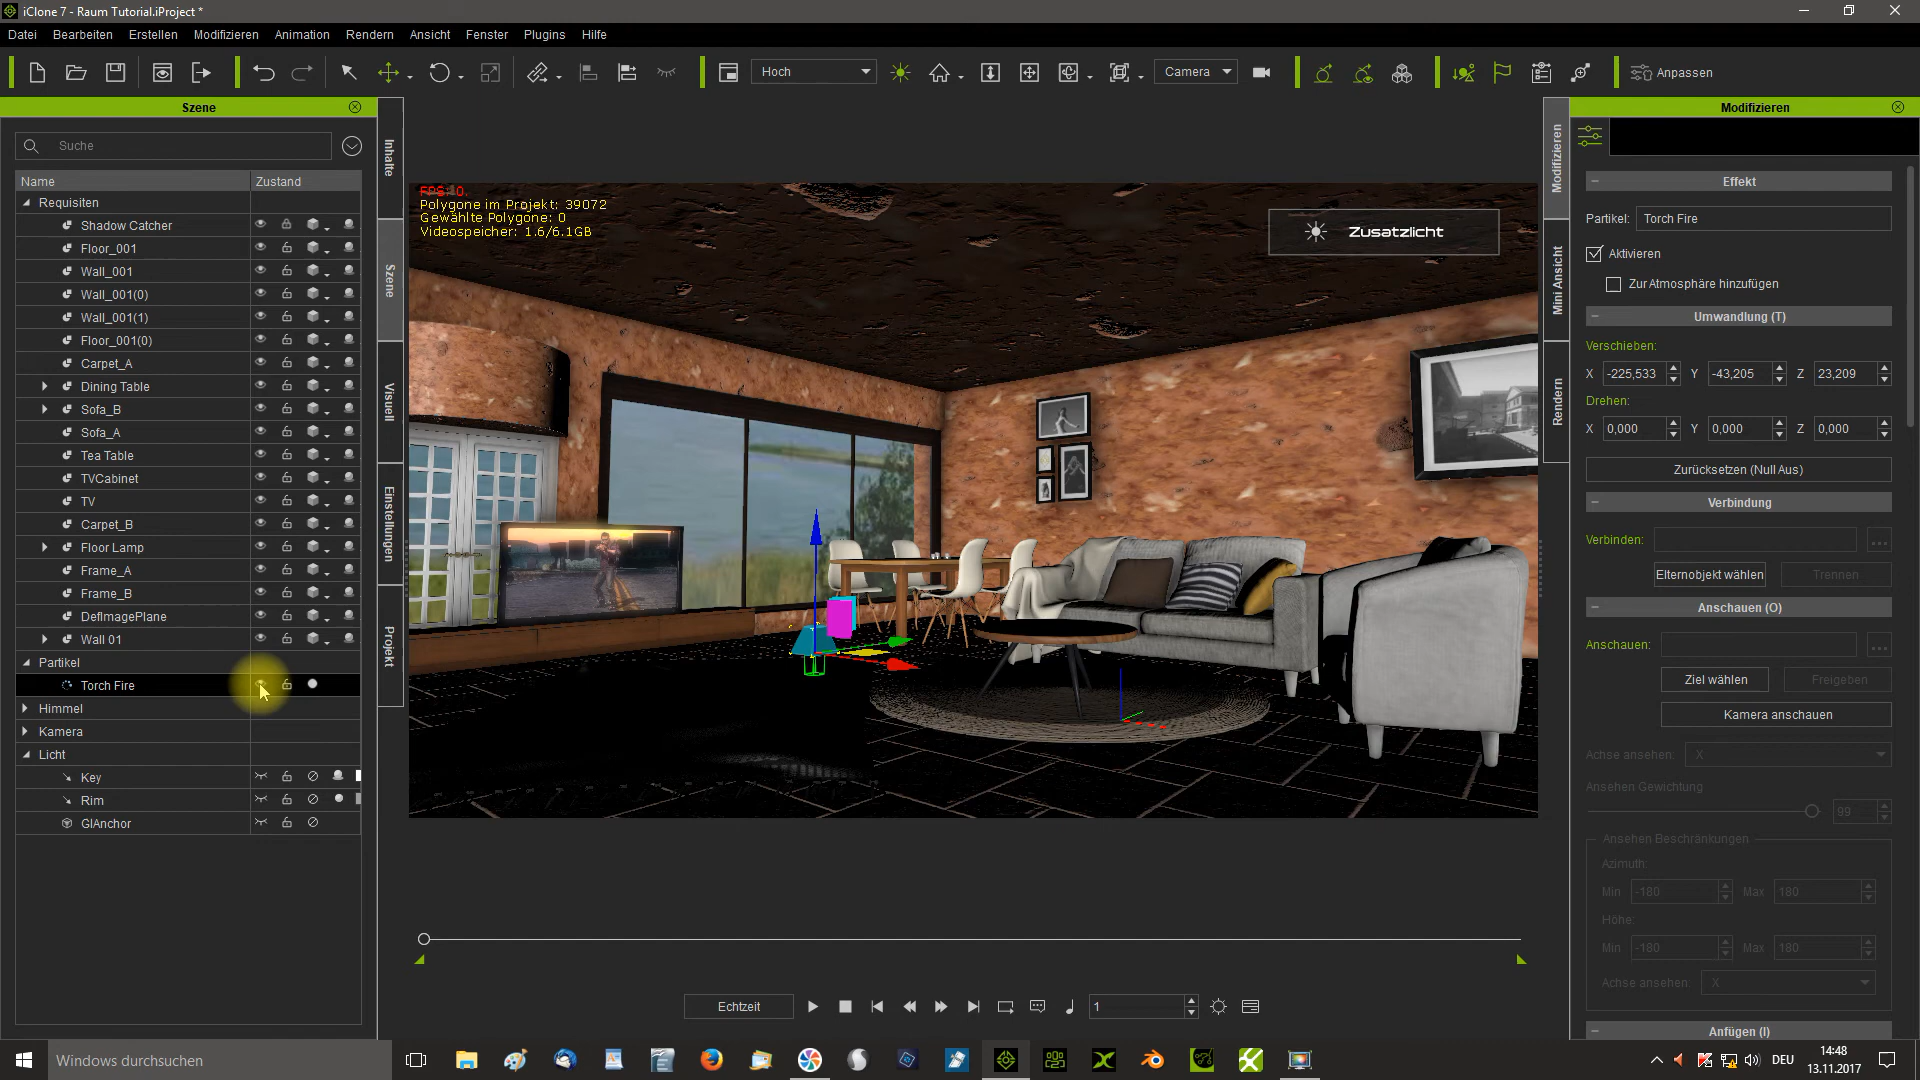 iClone 7 - Raum Tutorial.iProject *
Datei Bearbeiten Erstellen Modifizieren Animation Rendern Ansicht Fenster Plugins Hilfe
Hoch Camera Anpassen
Szene
Suche
Name Zustand
Requisiten
Shadow Catcher
Floor_001
Wall_001
Wall_001(0)
Wall_001(1)
Floor_001(0)
Carpet_A
Dining Table
Sofa_B
Sofa_A
Tea Table
TVCabinet
TV
Carpet_B
Floor Lamp
Frame_A
Frame_B
DefImagePlane
Wall 01
Partikel
Torch Fire
Himmel
Kamera
Licht
Key
Rim
GIAnchor
Inhalte
Szene
Visuell
Einstellungen
Projekt
FPS: 0.
Polygone im Projekt: 39072
Gewählte Polygone: 0
Videospeicher: 1.6/6.1GB
Zusatzlicht
Echtzeit 1
Modifizieren
Mini Ansicht
Rendern
Modifizieren
Effekt
Partikel: Torch Fire
Aktivieren
Zur Atmosphäre hinzufügen
Umwandlung (T)
Verschieben:
X -225,533 Y -43,205 Z 23,209
Drehen:
X 0,000 Y 0,000 Z 0,000
Zurücksetzen (Null Aus)
Verbindung
Verbinden: ...
Elternobjekt wählen Trennen
Anschauen (O)
Anschauen: ...
Ziel wählen Freigeben
Kamera anschauen
Achse ansehen: X
Ansehen Gewichtung
99
Ansehen Beschränkungen
Azimuth:
Min -180 Max 180
Höhe:
Min -180 Max 180
Achse ansehen: X
Anfügen (I)
Windows durchsuchen
DEU
14:48
13.11.2017